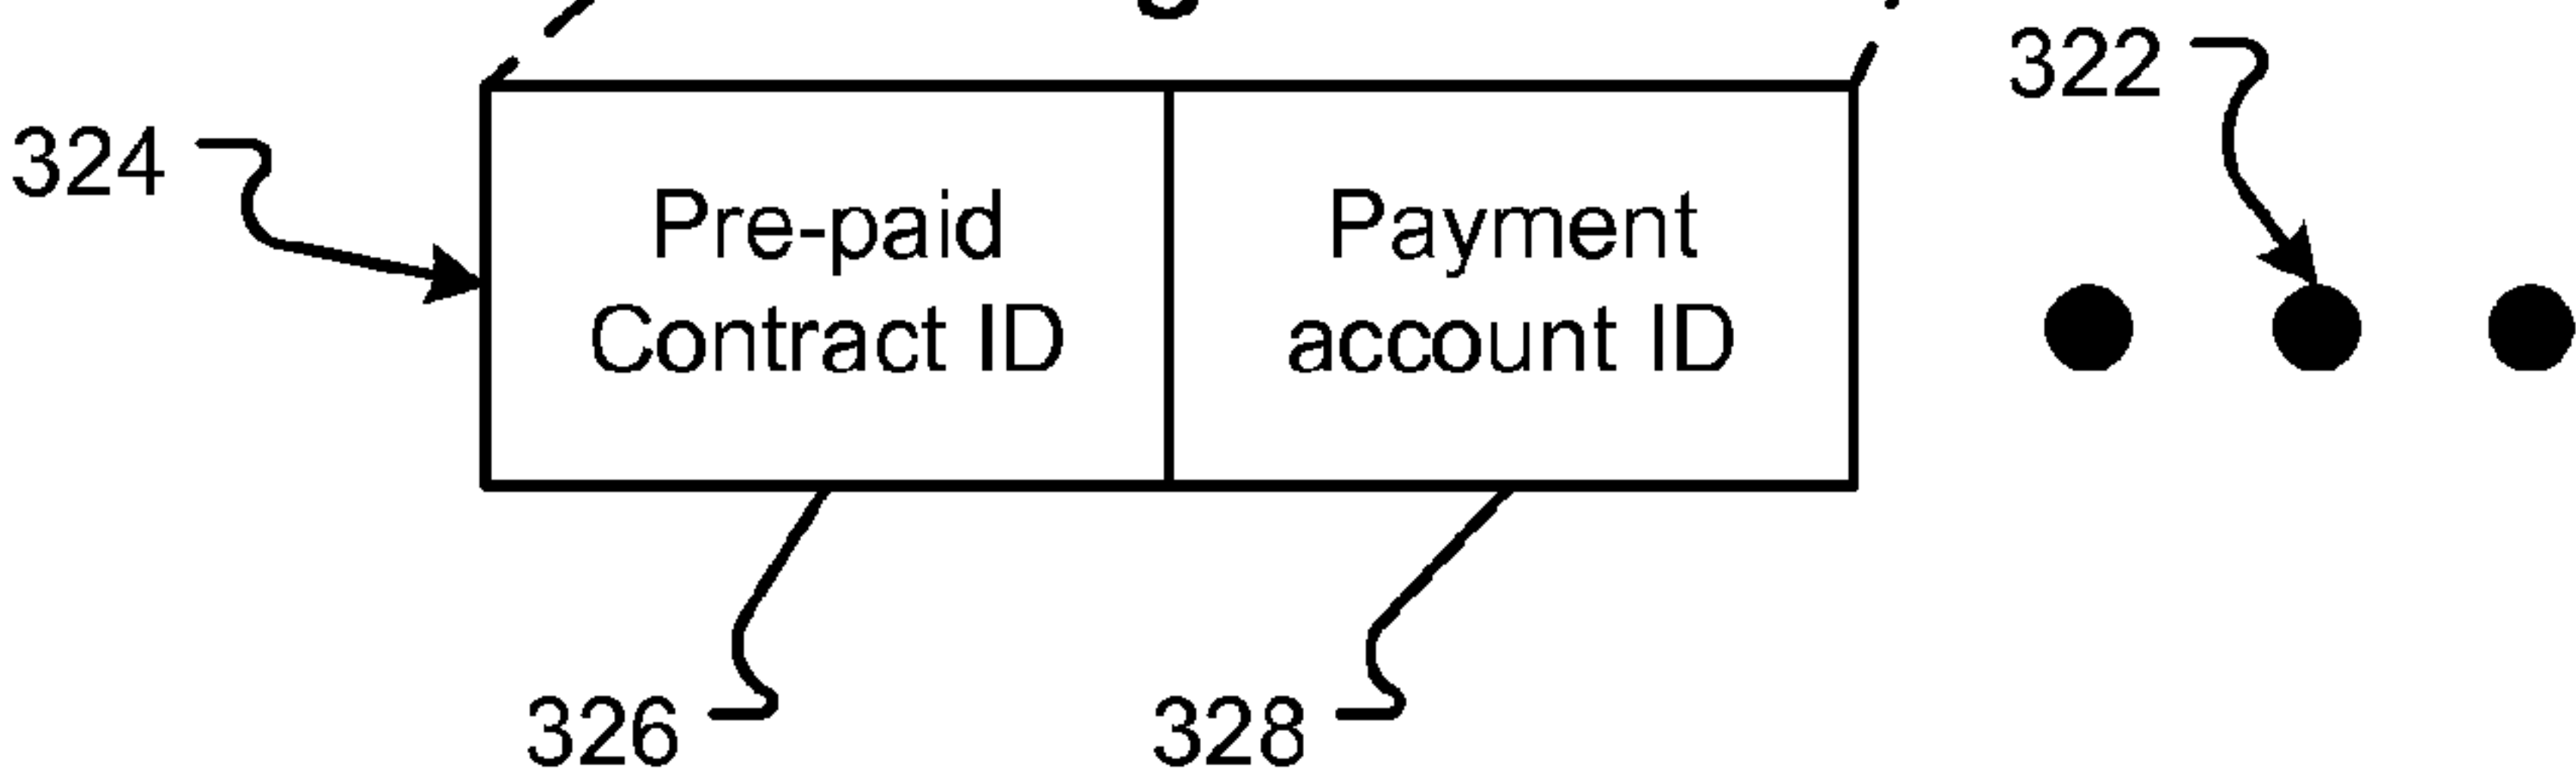 322
324
Pre-paid
Contract ID
Payment
account ID
326
328